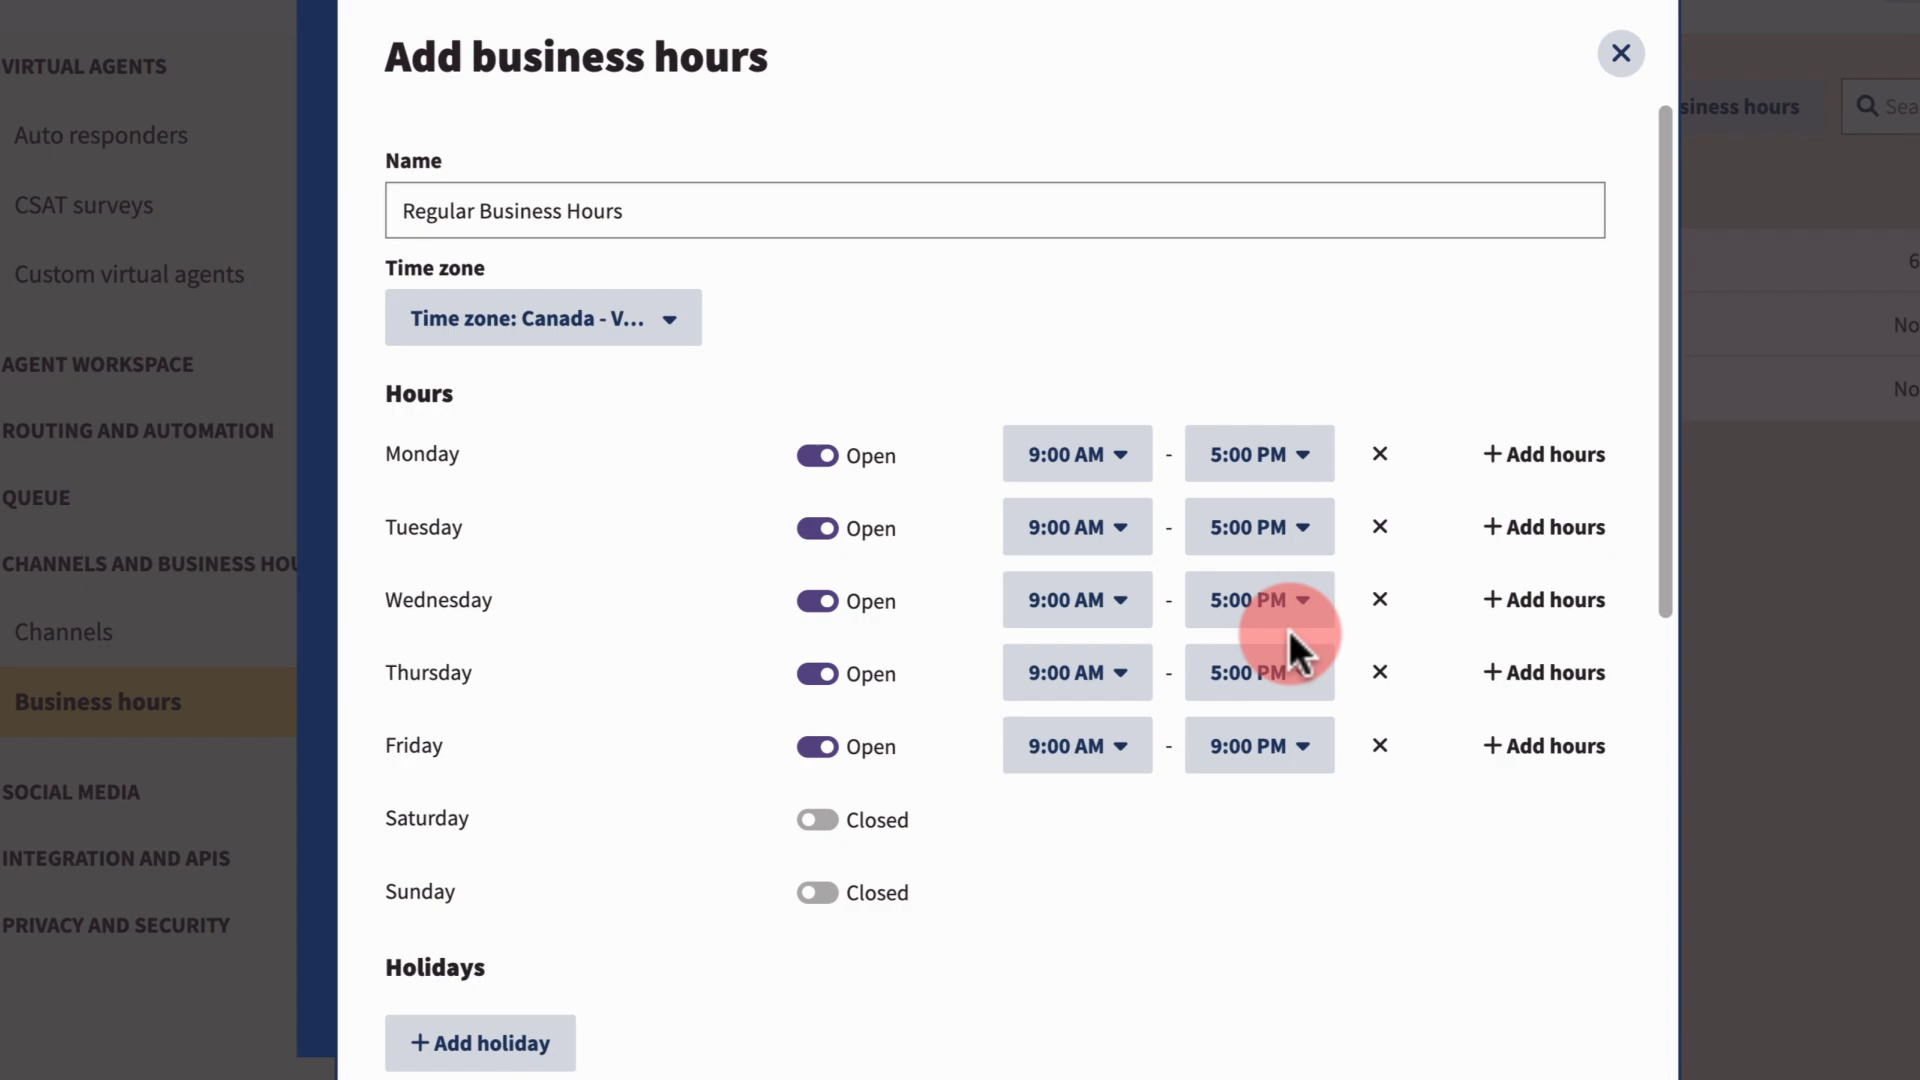 Add business hours
VIRTUAL AGENTS
Auto responders
CSAT surveys
Custom virtual agents
AGENT WORKSPACE
ROUTING AND AUTOMATION
QUEUE
CHANNELS AND BUSINESS HOU
Channels
Business hours
SOCIAL MEDIA
INTEGRATION AND APIS
PRIVACY AND SECURITY
Name
Regular Business Hours
Time zone
Time zone: Canada - V...
Hours
Monday Open 9:00 AM - 5:00 PM + Add hours
Tuesday Open 9:00 AM - 5:00 PM + Add hours
Wednesday Open 9:00 AM - 5:00 PM + Add hours
Thursday Open 9:00 AM - 5:00 PM + Add hours
Friday Open 9:00 AM - 9:00 PM + Add hours
Saturday Closed
Sunday Closed
Holidays
+ Add holiday
siness hours
Sea
6
No
No